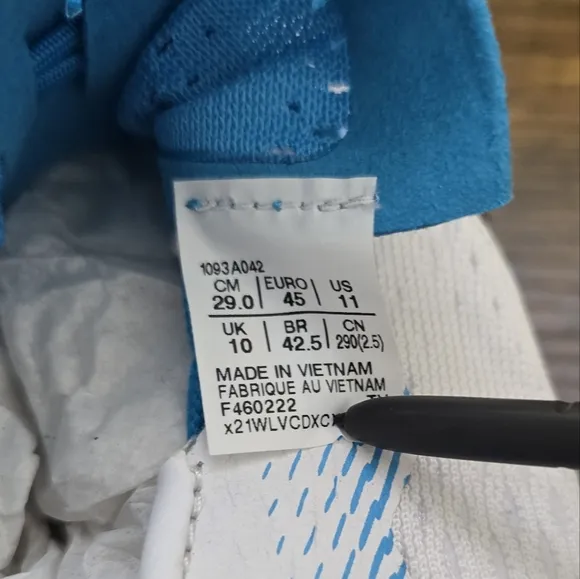 1093A042
CM EURO US
29.0 45 11
UK BR CN
10 42.5 290(2.5)
MADE IN VIETNAM
FABRIQUE AU VIETNAM
F460222